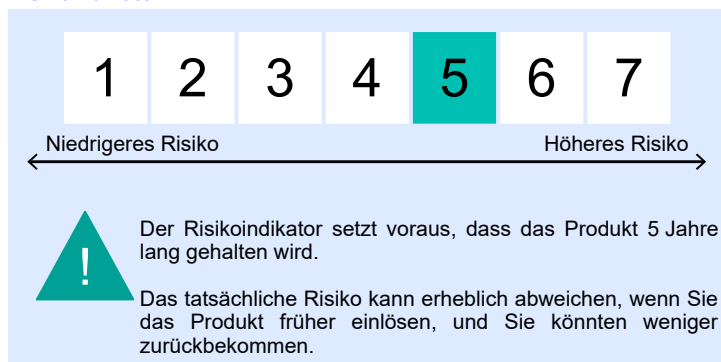 1 2 3 4 5 6 7
Niedrigeres Risiko Höheres Risiko
!
Der Risikoindikator setzt voraus, dass das Produkt 5 Jahre
lang gehalten wird.
Das tatsächliche Risiko kann erheblich abweichen, wenn Sie
das Produkt früher einlösen, und Sie könnten weniger
zurückbekommen.